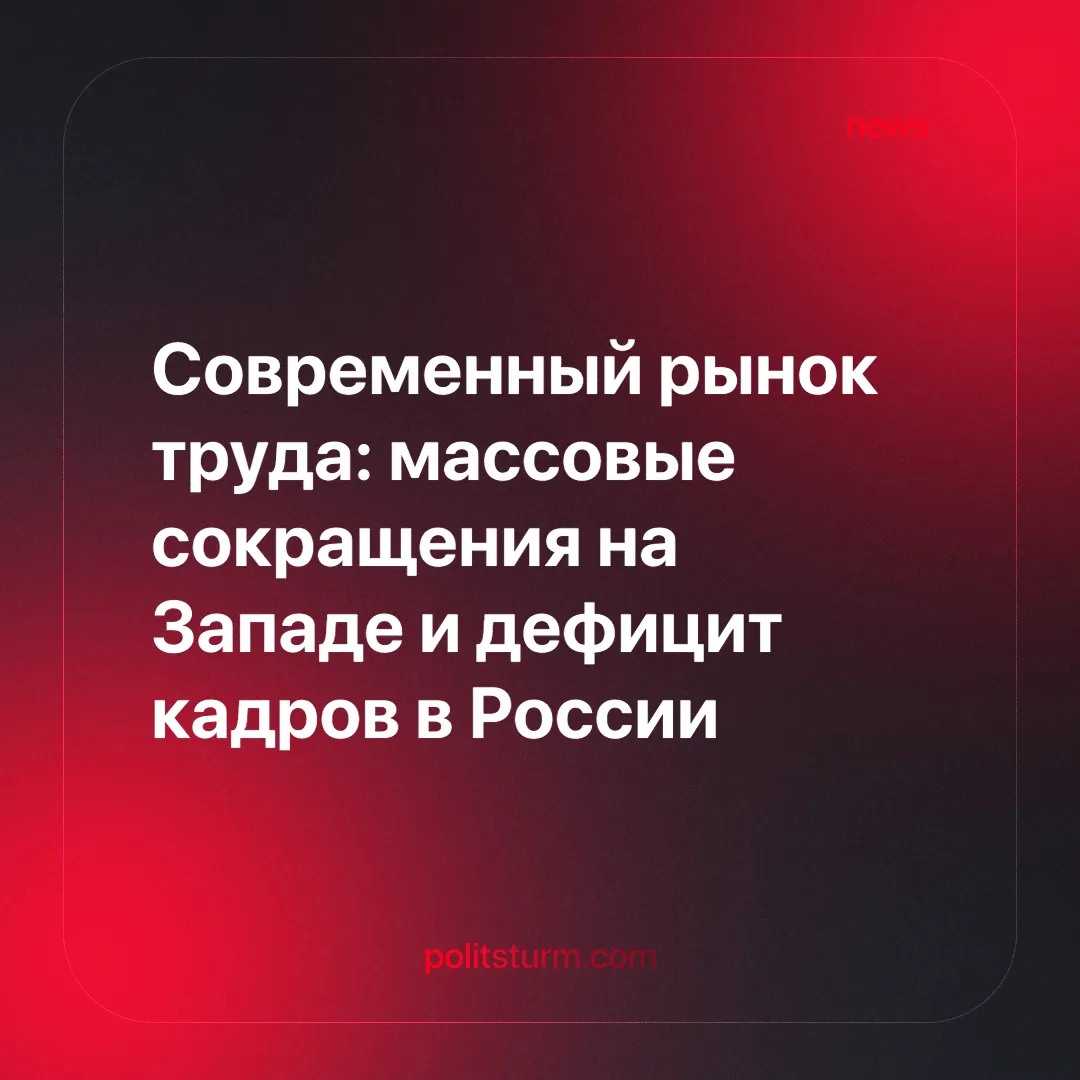 news
Современный рынок
труда: массовые
сокращения на
Западе и дефицит
кадров в России
politsturm.com